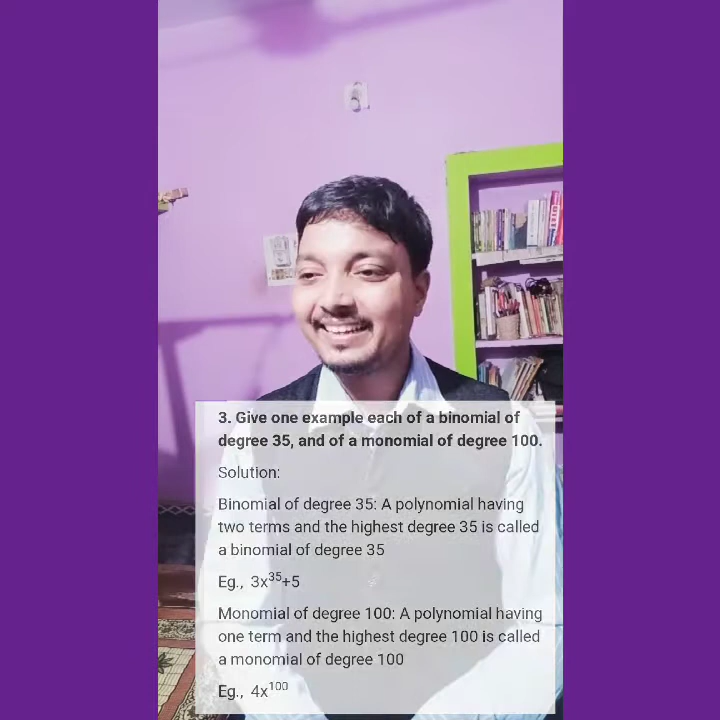 3. Give one example each of a binomial of
degree 35, and of a monomial of degree 100.
Solution:
Binomial of degree 35: A polynomial having
two terms and the highest degree 35 is called
a binomial of degree 35
Eg., 3x³⁵+5
Monomial of degree 100: A polynomial having
one term and the highest degree 100 is called
a monomial of degree 100
Eg., 4x¹⁰⁰